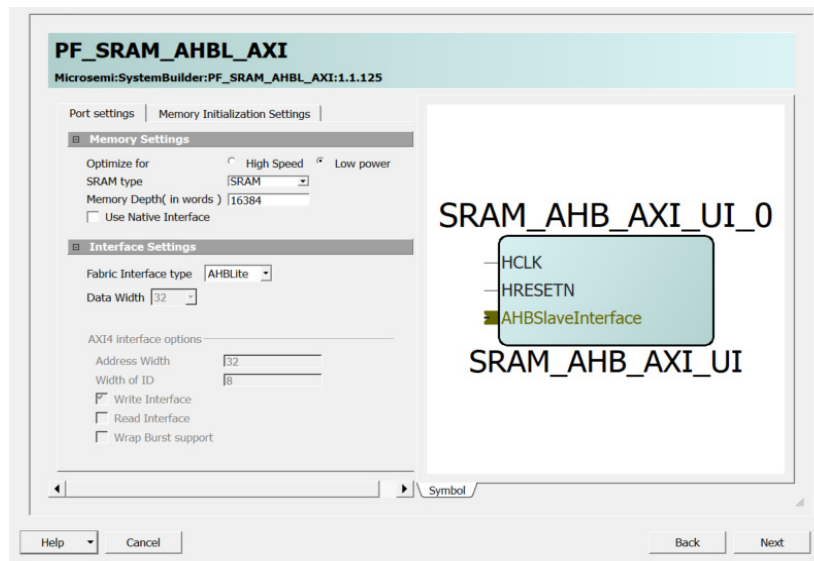 PF_SRAM_AHBL_AXI
Microsemi:SystemBuilder:PF_SRAM_AHBL_AXI:1.1.125
Port settings Memory Initialization Settings
Memory Settings
Optimize for High Speed Low power
SRAM type SRAM
Memory Depth( in words ) 16384
Use Native Interface
Interface Settings
Fabric Interface type AHBLite
Data Width 32
AXI4 interface options
Address Width 32
Width of ID 8
Write Interface
Read Interface
Wrap Burst support
SRAM_AHB_AXI_UI_0
HCLK
HRESETN
AHBSlaveInterface
SRAM_AHB_AXI_UI
Symbol
Help Cancel Back Next